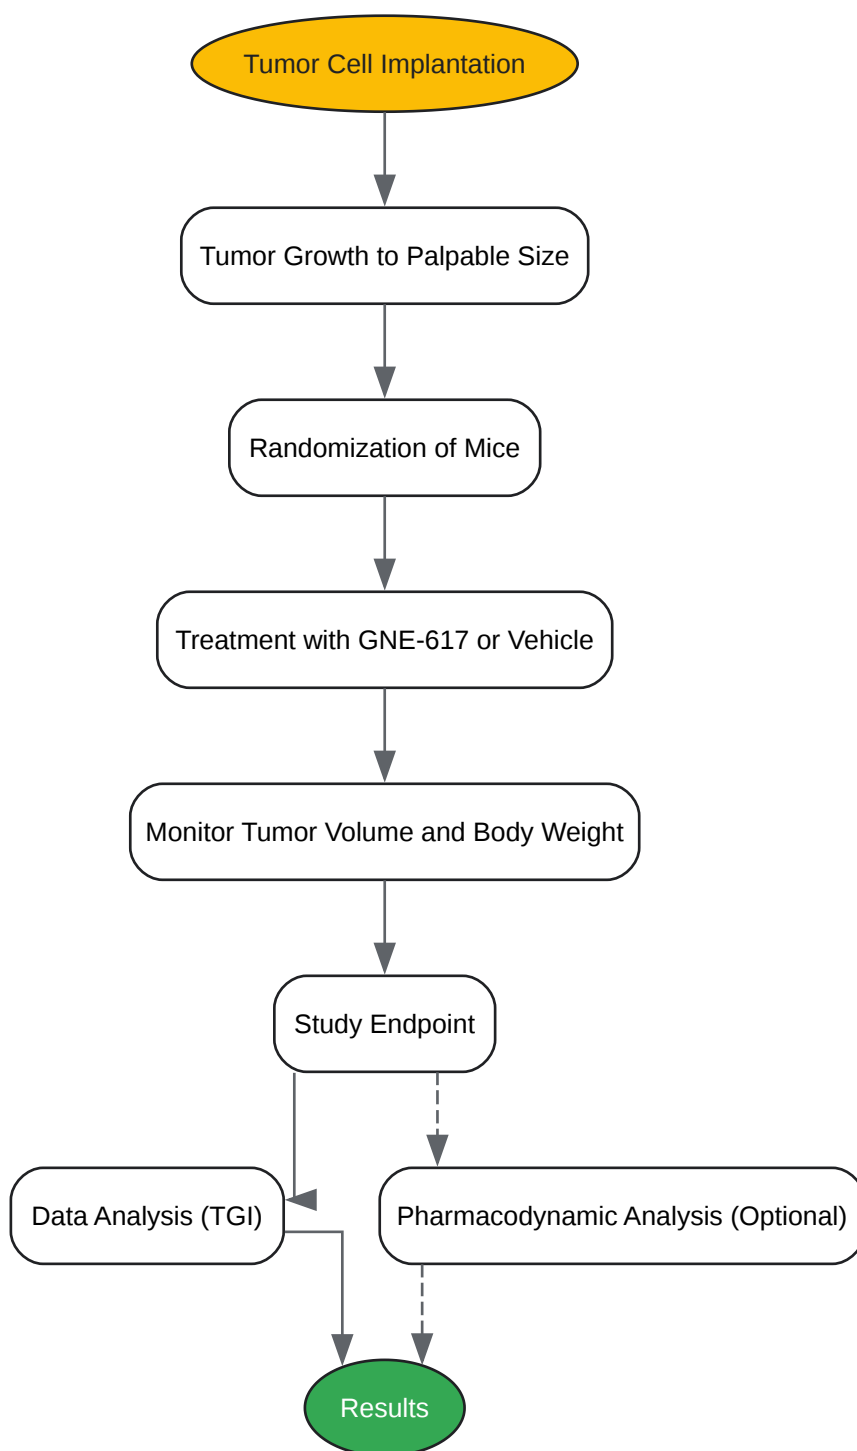 Tumor Cell Implantation
Tumor Growth to Palpable Size
Randomization of Mice
Treatment with GNE-617 or Vehicle
Monitor Tumor Volume and Body Weight
Study Endpoint
Data Analysis (TGI)
Pharmacodynamic Analysis (Optional)
Results